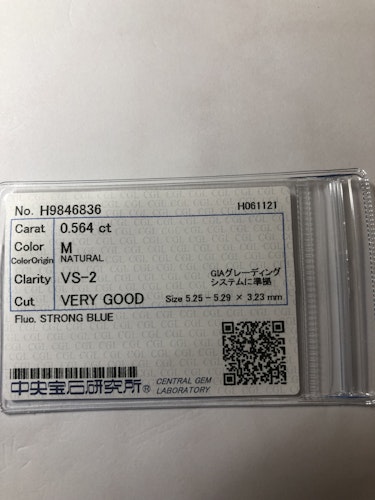 No. H9846836 H061121
Carat 0.564 ct
Color M
ColorOrigin NATURAL
Clarity VS-2
GIAグレーディング
システムに準拠
Cut VERY GOOD Size 5.25 - 5.29 × 3.23 mm
Fluo. STRONG BLUE
中央宝石研究所® CENTRAL GEM
LABORATORY